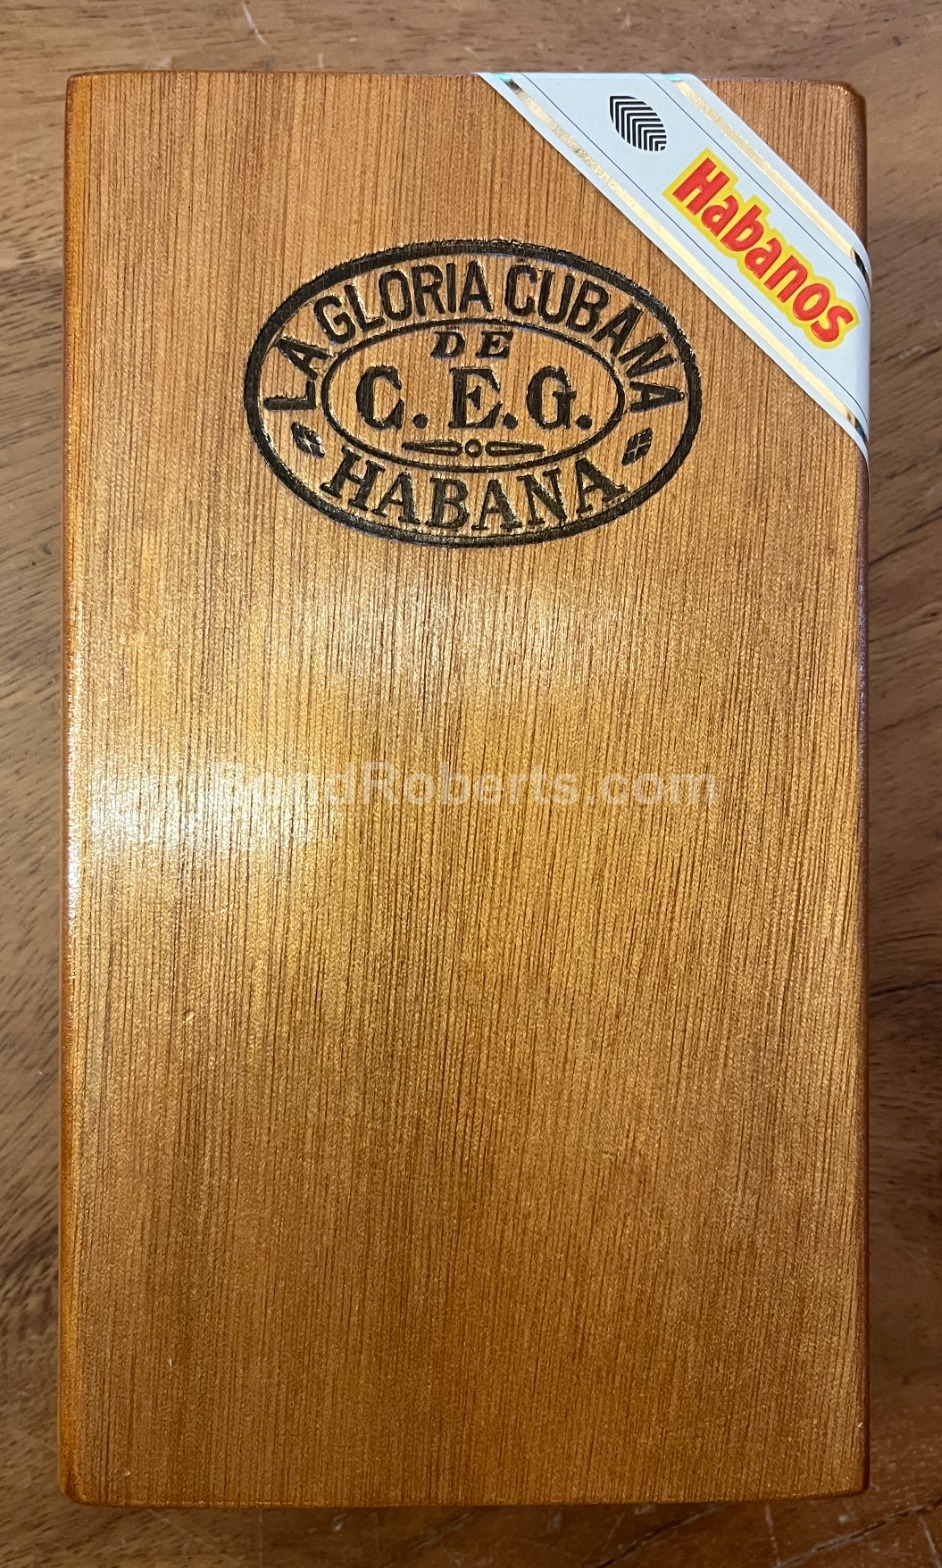 Habanos
LA GLORIA CUBANA
DE
C. E. G.
HABANA
BondRoberts.com